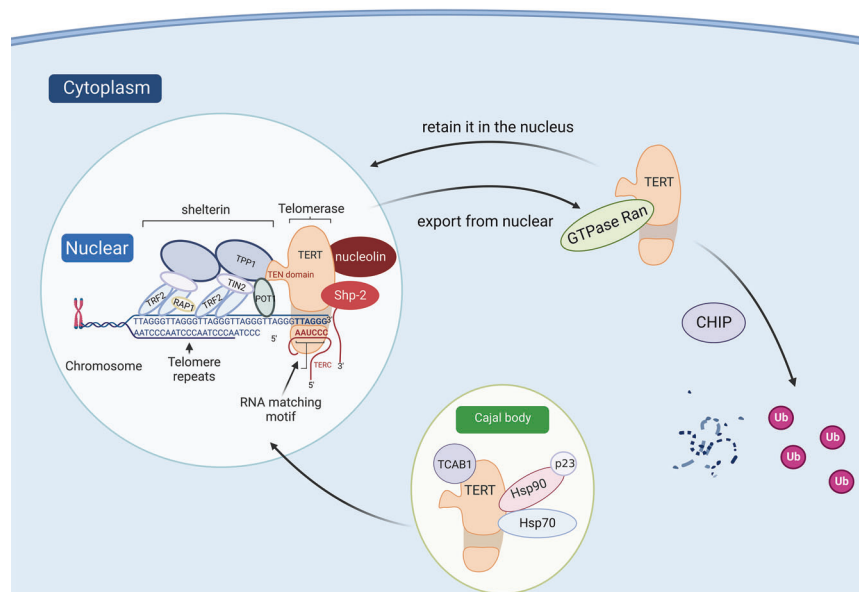 Cytoplasm
retain it in the nucleus
TERT
GTPase Ran
export from nuclear
shelterin
Telomerase
Nuclear
TPP1
TERT
nucleolin
TEN domain
TIN2
Shp-2
TRF2
RAP1
TRF2
POT1
TTAGGGTTAGGGTTAGGGTTAGGGTTAGGGTTAGGG 3'
AATCCCAATCCCAATCCCAATCCC 5' AAUCCC
Chromosome
Telomere
repeats
TERC
3'
5'
RNA matching
motif
CHIP
Ub
Ub
Ub
Ub
Cajal body
TCAB1
TERT
Hsp90
p23
Hsp70